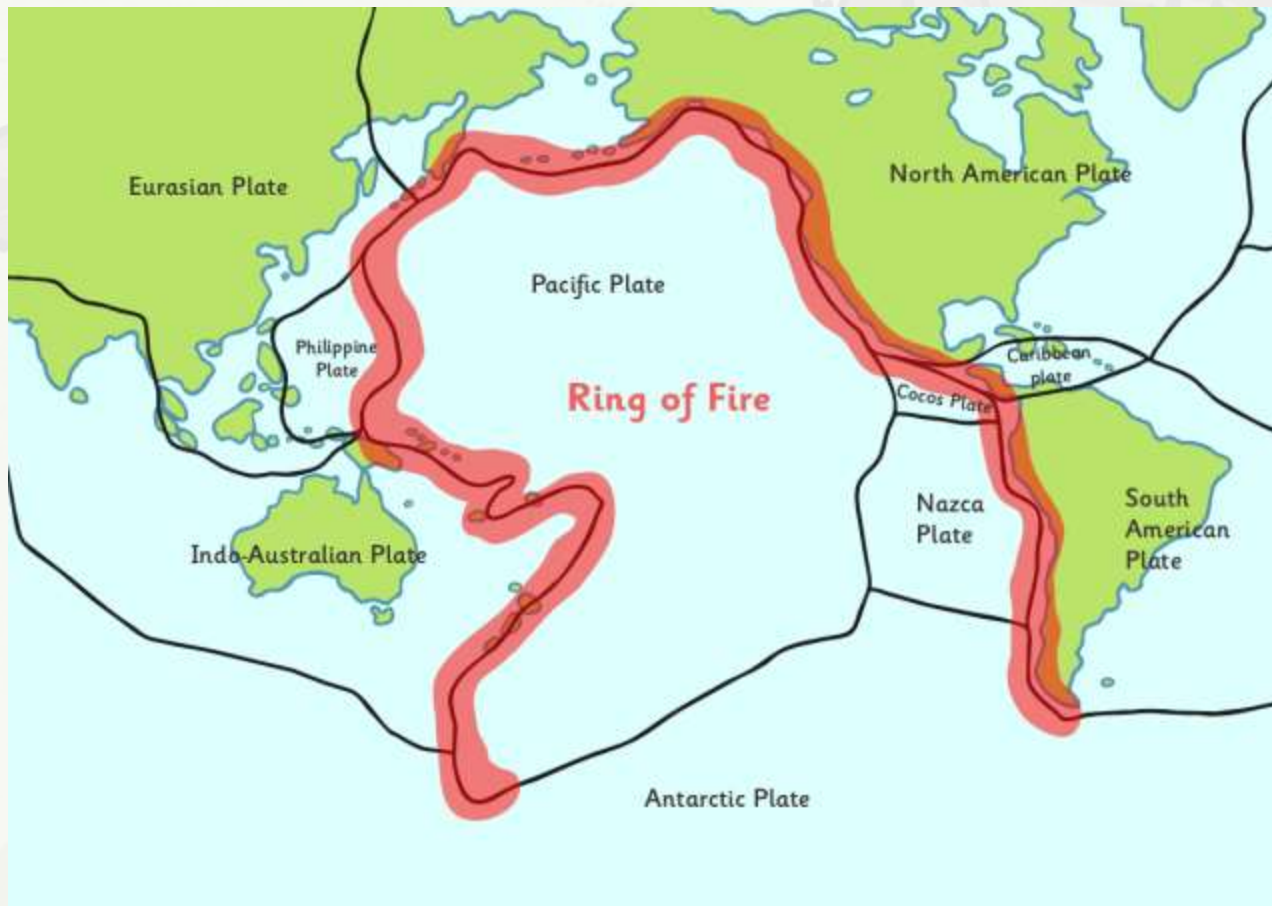 Eurasian Plate
North American Plate
Pacific Plate
Philippine
Plate
Caribbean
plate
Ring of Fire
Cocos Plate
Nazca
Plate
South
American
Plate
Indo-Australian Plate
Antarctic Plate